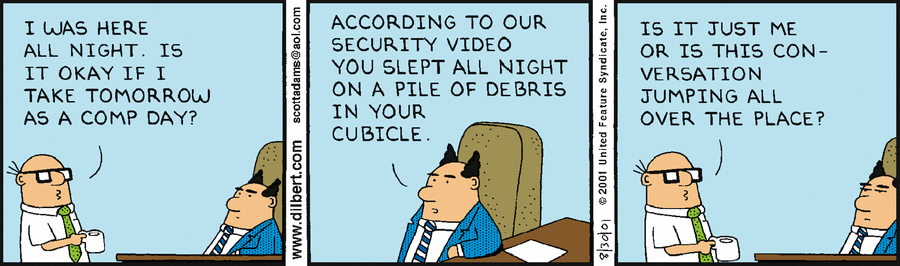 I WAS HERE
ALL NIGHT. IS
IT OKAY IF I
TAKE TOMORROW
AS A COMP DAY?
www.dilbert.com scottadams@aol.com
ACCORDING TO OUR
SECURITY VIDEO
YOU SLEPT ALL NIGHT
ON A PILE OF DEBRIS
IN YOUR
CUBICLE.
8/30/01 © 2001 United Feature Syndicate, Inc.
IS IT JUST ME
OR IS THIS CON-
VERSATION
JUMPING ALL
OVER THE PLACE?